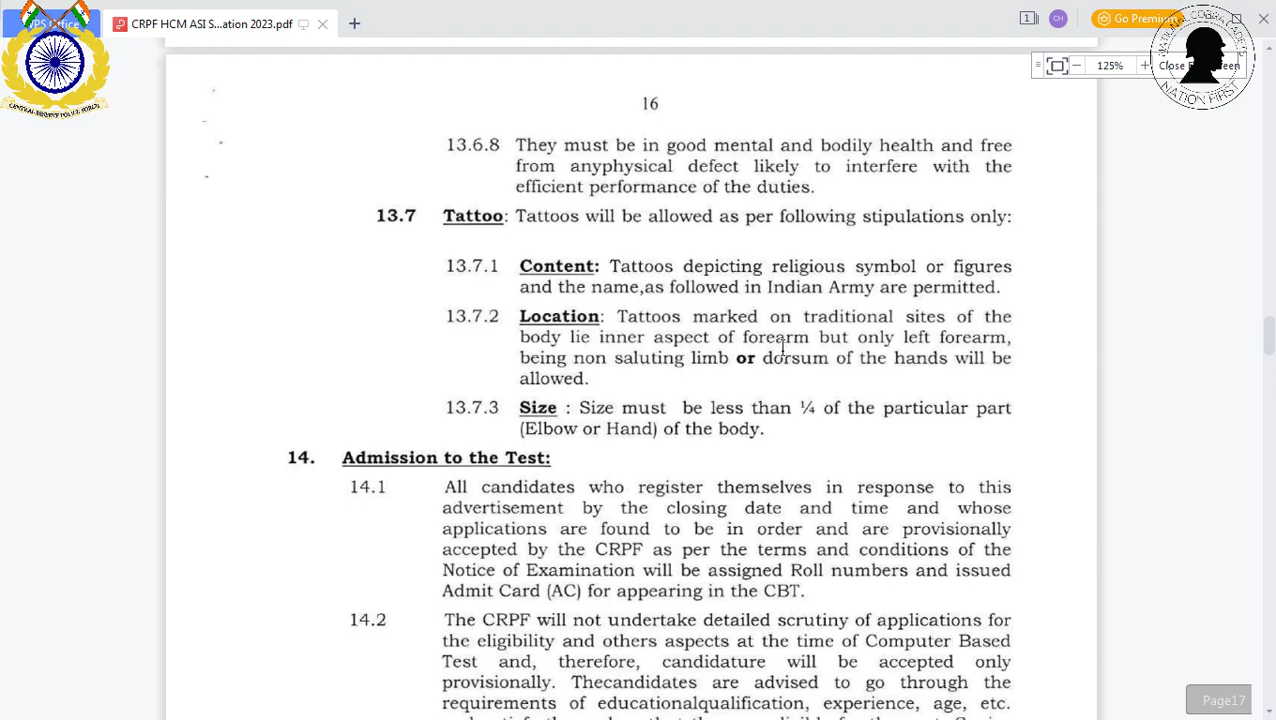 PS Office
CRPF HCM ASI S...uation 2023.pdf
1
CH
Go Premium
125%
Close F
een
CENTRAL RESERVE POLICE FORCE
NATION FIRST
16
13.6.8 They must be in good mental and bodily health and free
from anyphysical defect likely to interfere with the
efficient performance of the duties.
13.7 Tattoo: Tattoos will be allowed as per following stipulations only:
13.7.1 Content: Tattoos depicting religious symbol or figures
and the name,as followed in Indian Army are permitted.
13.7.2 Location: Tattoos marked on traditional sites of the
body lie inner aspect of forearm but only left forearm,
being non saluting limb or dorsum of the hands will be
allowed.
13.7.3 Size : Size must be less than ¼ of the particular part
(Elbow or Hand) of the body.
14. Admission to the Test:
14.1 All candidates who register themselves in response to this
advertisement by the closing date and time and whose
applications are found to be in order and are provisionally
accepted by the CRPF as per the terms and conditions of the
Notice of Examination will be assigned Roll numbers and issued
Admit Card (AC) for appearing in the CBT.
14.2 The CRPF will not undertake detailed scrutiny of applications for
the eligibility and others aspects at the time of Computer Based
Test and, therefore, candidature will be accepted only
provisionally. Thecandidates are advised to go through the
requirements of educationalqualification, experience, age, etc.
Page17